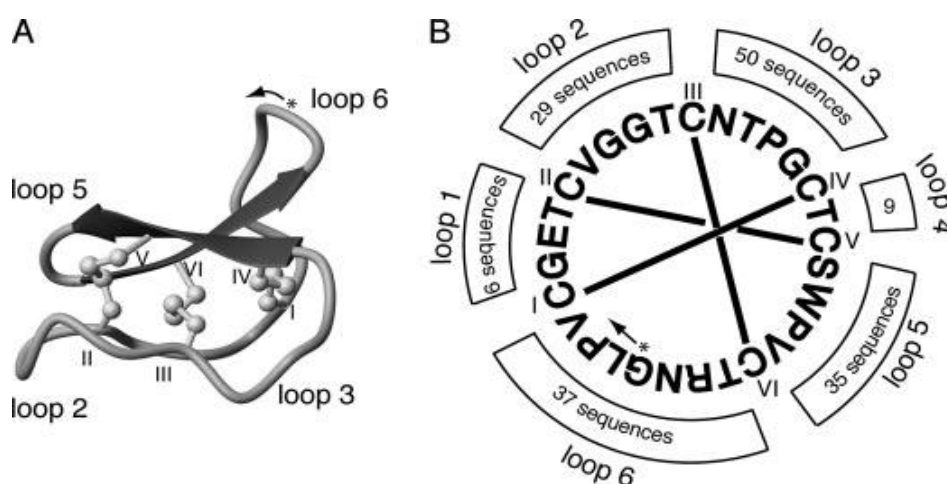 A
loop 6
*
loop 5
V
VI
IV
I
II
III
loop 2
loop 3
B
loop 1
6 sequences
loop 2
29 sequences
loop 3
50 sequences
loop 4
9
loop 5
35 sequences
loop 6
37 sequences
I
II
III
IV
V
VI
*
GLPVCGETCVGGTCNTPGCTCSWPVCTRN